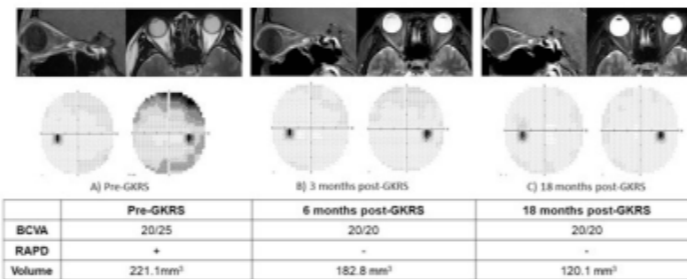 A) Pre-GKRS
B) 3 months post-GKRS
C) 18 months post-GKRS
Pre-GKRS 6 months post-GKRS 18 months post-GKRS
BCVA 20/25 20/20 20/20
RAPD + - -
Volume 221.1mm³ 182.8 mm³ 120.1 mm³